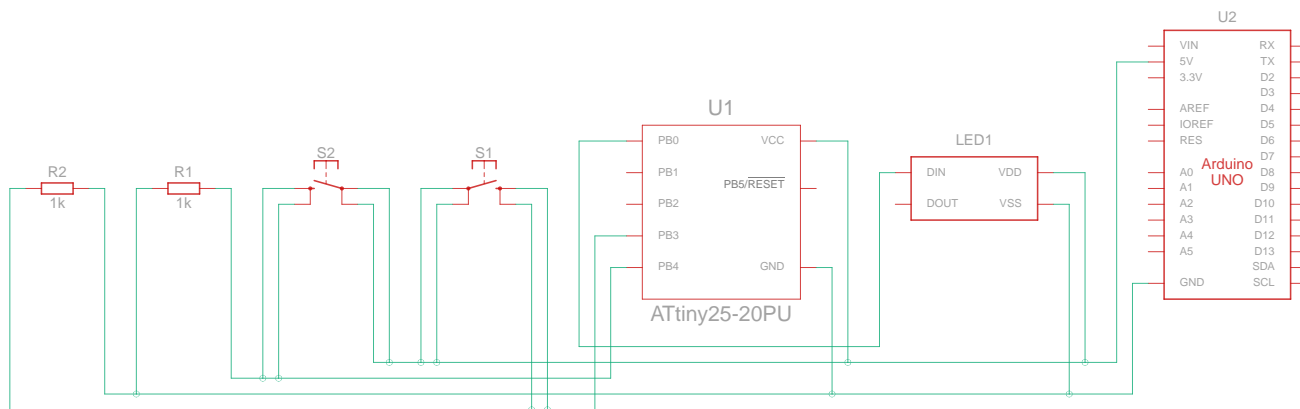 R2
1k
R1
1k
S2
S1
U1
PB0
PB1
PB2
PB3
PB4
VCC
PB5/RESET
GND
ATtiny25-20PU
LED1
DIN
DOUT
VDD
VSS
U2
VIN
5V
3.3V
AREF
IOREF
RES
A0
A1
A2
A3
A4
A5
GND
Arduino
UNO
RX
TX
D2
D3
D4
D5
D6
D7
D8
D9
D10
D11
D12
D13
SDA
SCL